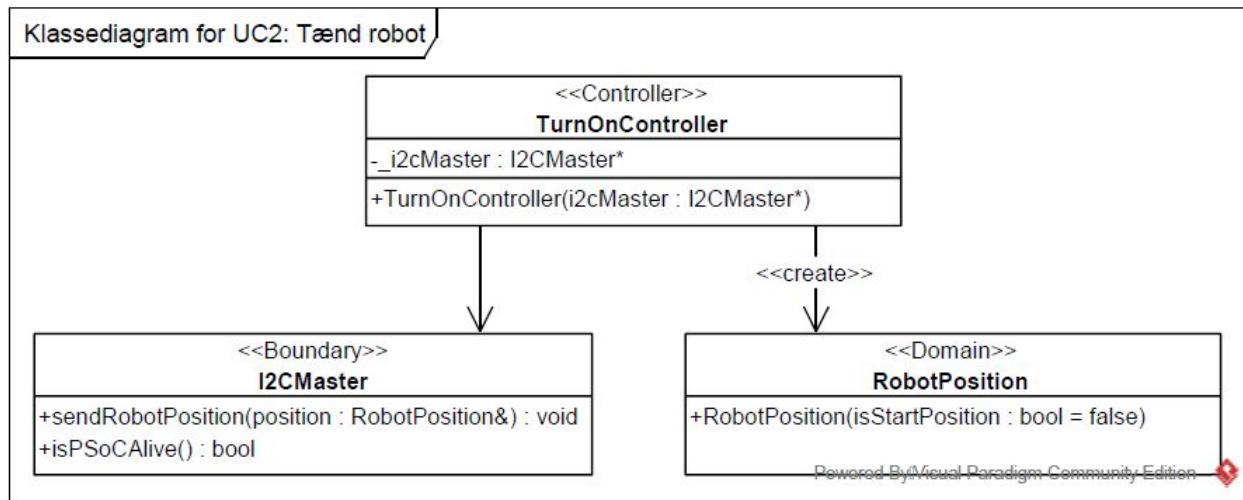 Klassediagram for UC2: Tænd robot
<<Controller>>
TurnOnController
-_i2cMaster : I2CMaster*
+TurnOnController(i2cMaster : I2CMaster*)
<<create>>
<<Boundary>>
I2CMaster
+sendRobotPosition(position : RobotPosition&) : void
+isPSoCAlive() : bool
<<Domain>>
RobotPosition
+RobotPosition(isStartPosition : bool = false)
Powered By Visual Paradigm Community Edition